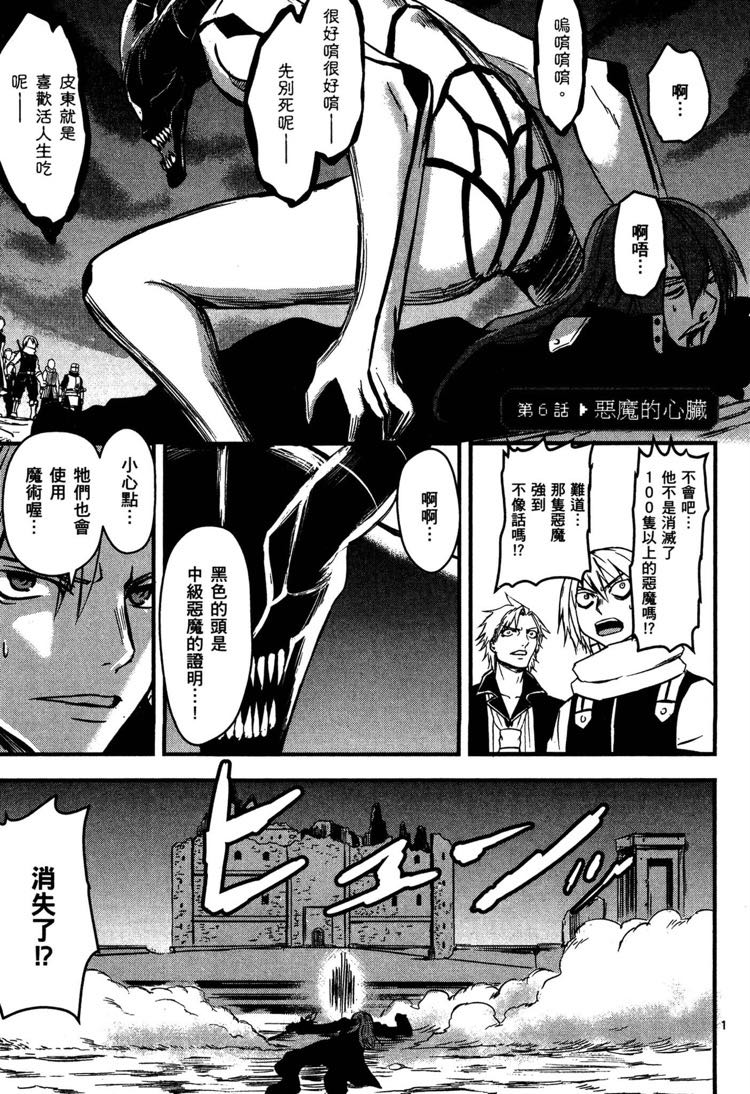 啊…
嗚唷唷唷。
很好唷很好唷——
先別死呢——
皮東就是
喜歡活人生吃
呢——
啊唔…
第6話▶惡魔的心臟
不會吧…
他不是消滅了
100隻以上的惡魔嗎!?
難道…
那隻惡魔
強到
不像話嗎!?
啊啊…
黑色的頭是
中級惡魔的證明…!
小心點…
牠們也會
使用
魔術喔…
ヒュンッ
消失了!?
1